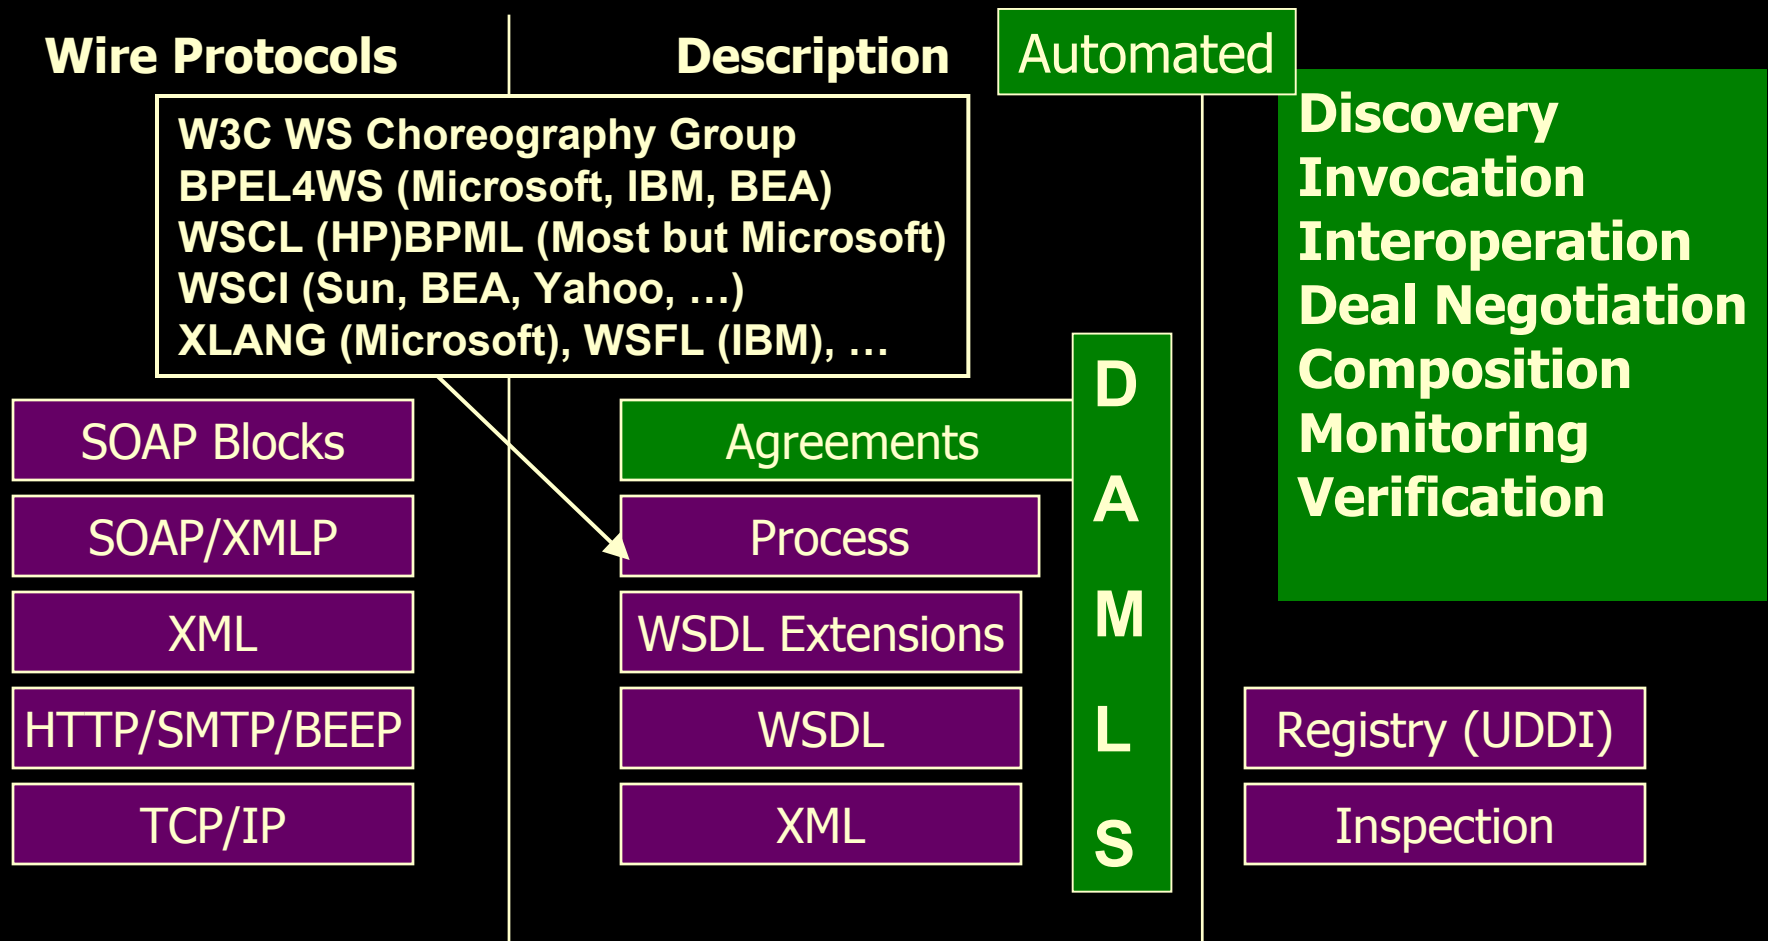 Wire Protocols
Description
Automated
W3C WS Choreography Group
BPEL4WS (Microsoft, IBM, BEA)
WSCL (HP)BPML (Most but Microsoft)
WSCI (Sun, BEA, Yahoo, …)
XLANG (Microsoft), WSFL (IBM), …
SOAP Blocks
SOAP/XMLP
XML
HTTP/SMTP/BEEP
TCP/IP
Agreements
Process
WSDL Extensions
WSDL
XML
D
A
M
L
S
Discovery
Invocation
Interoperation
Deal Negotiation
Composition
Monitoring
Verification
Registry (UDDI)
Inspection